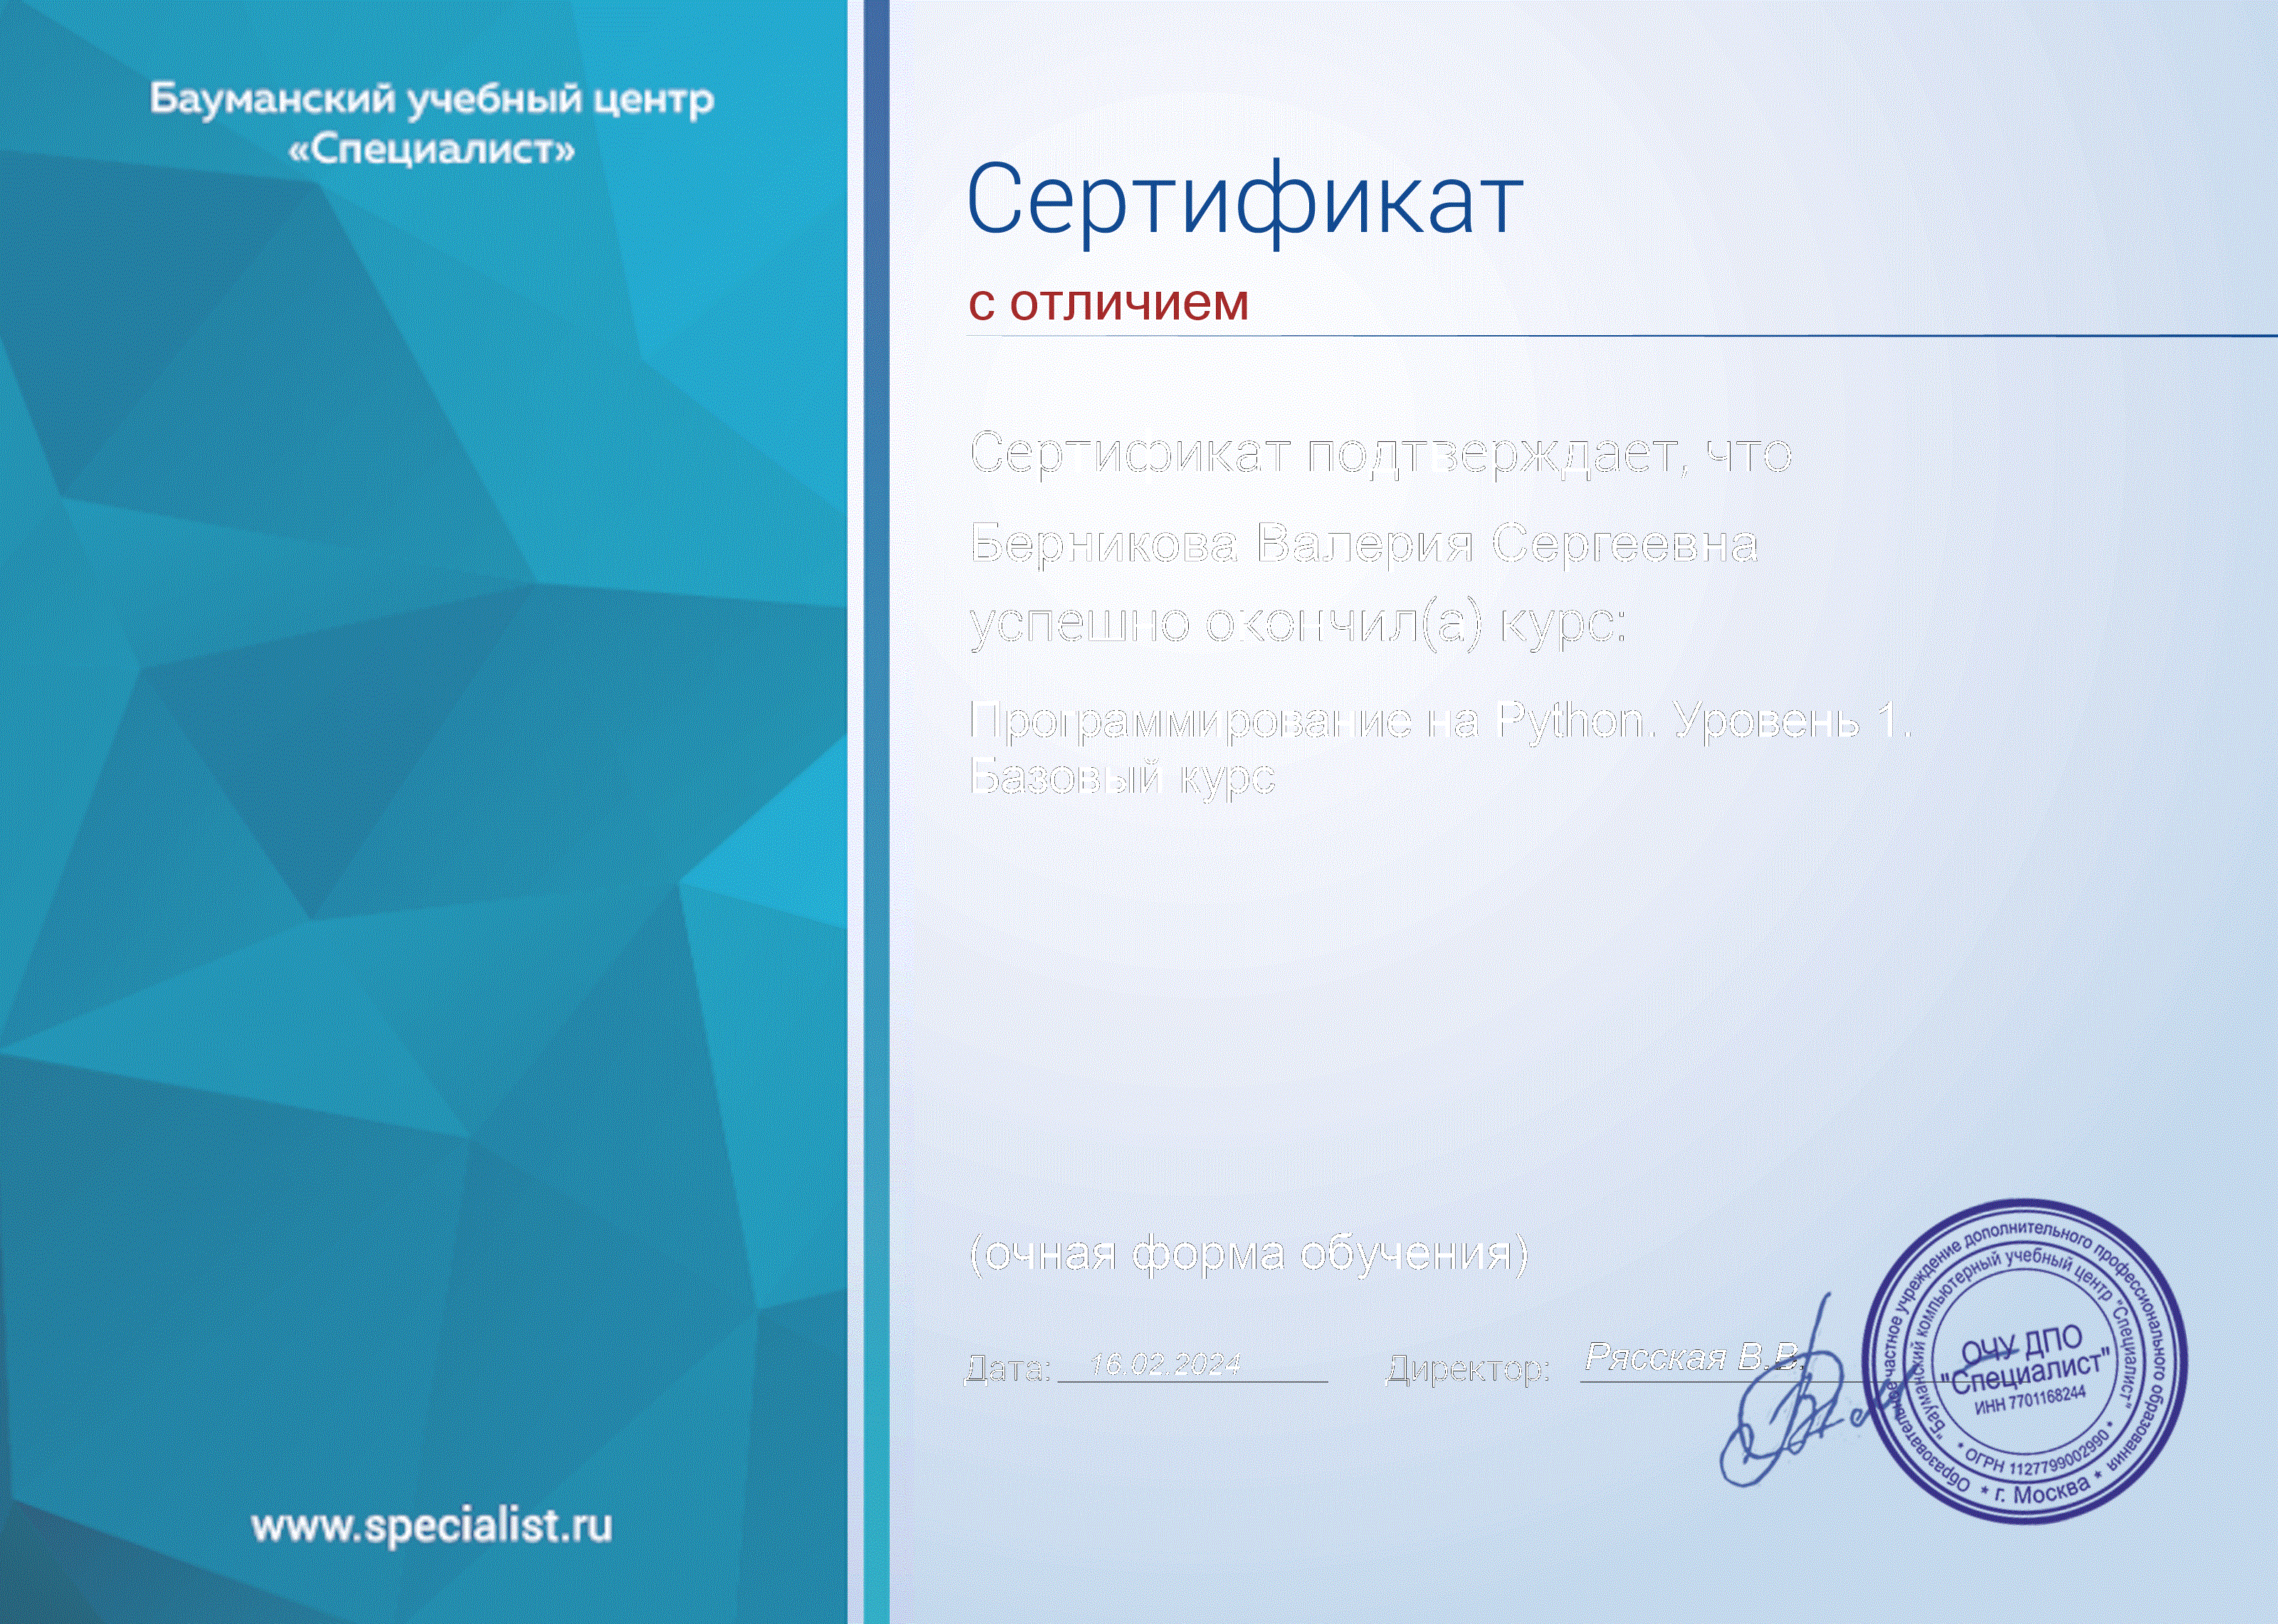 Бауманский учебный центр
«Специалист»
Сертификат
с отличием
Сертификат подтверждает, что
Берникова Валерия Сергеевна
успешно окончил(а) курс:
Программирование на Python. Уровень 1.
Базовый курс
(очная форма обучения)
Дата: 16.02.2024 Директор: Рясская В.В.
Образовательное частное учреждение дополнительного профессионального образования
* г. Москва *
"Бауманский компьютерный учебный центр "Специалист"
* ОГРН 1127799002990 *
ОЧУ ДПО
"Специалист"
ИНН 7701168244
www.specialist.ru